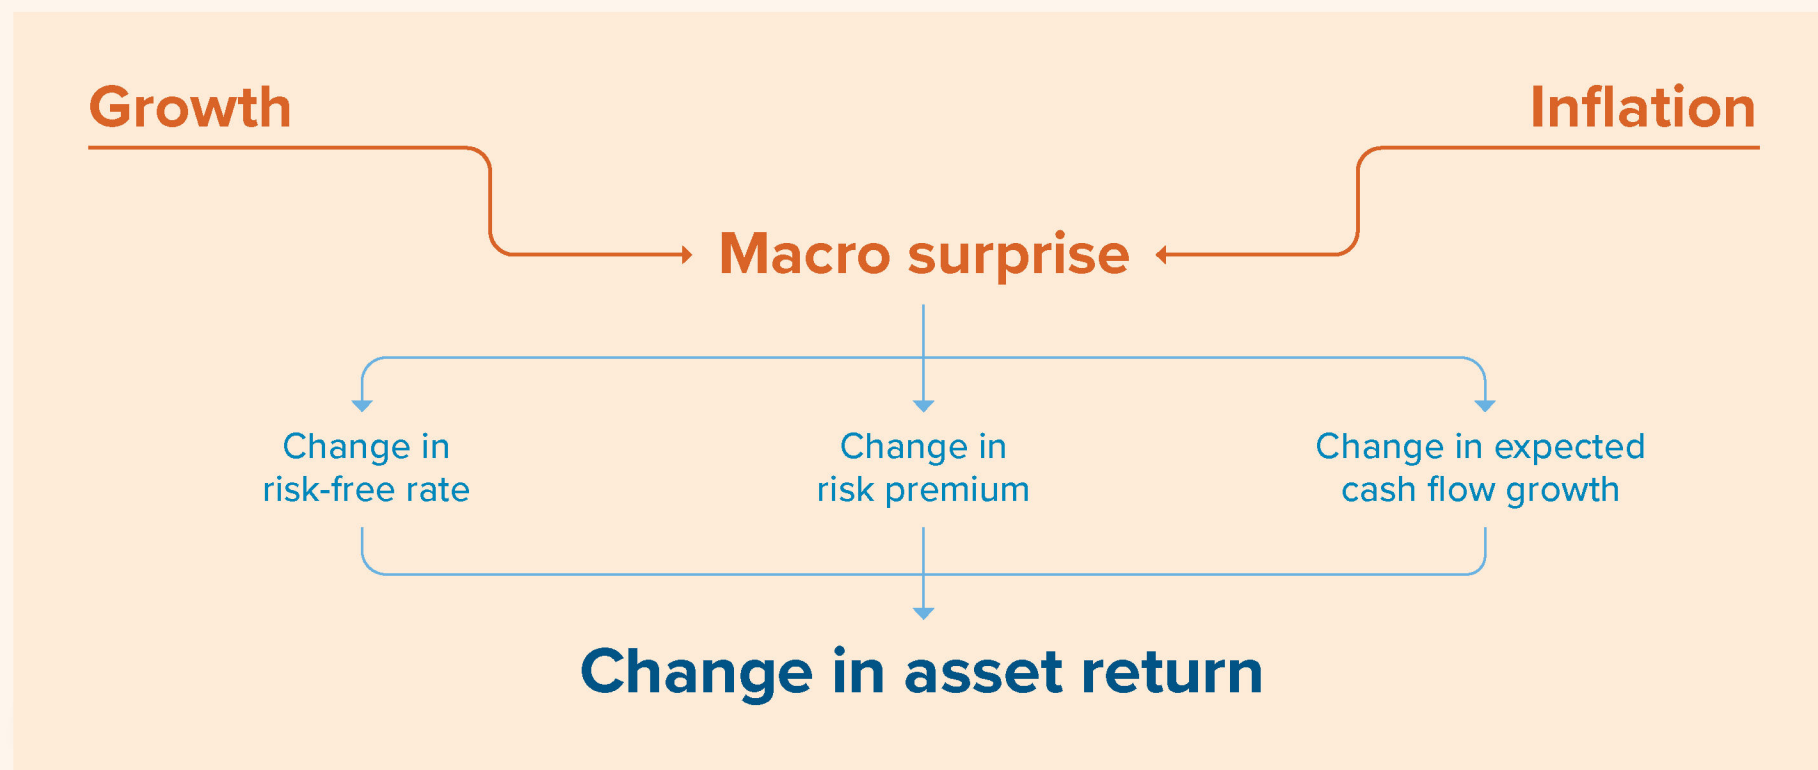 Growth
Inflation
Macro surprise
Change in
risk-free rate
Change in
risk premium
Change in expected
cash flow growth
Change in asset return